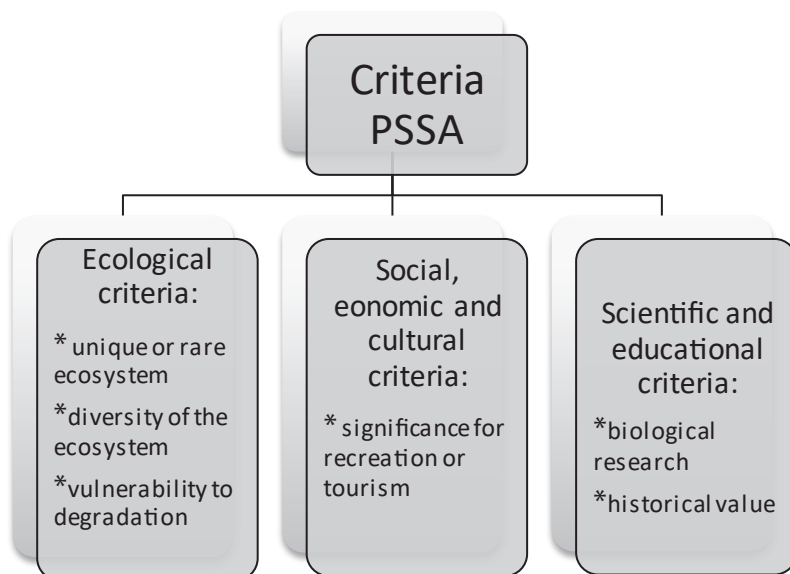 Criteria
PSSA
Ecological
criteria:
* unique or rare
ecosystem
*diversity of the
ecosystem
*vulnerability to
degradation
Social,
eonomic and
cultural
criteria:
* significance for
recreation or
tourism
Scientific and
educational
criteria:
*biological
research
*historical value